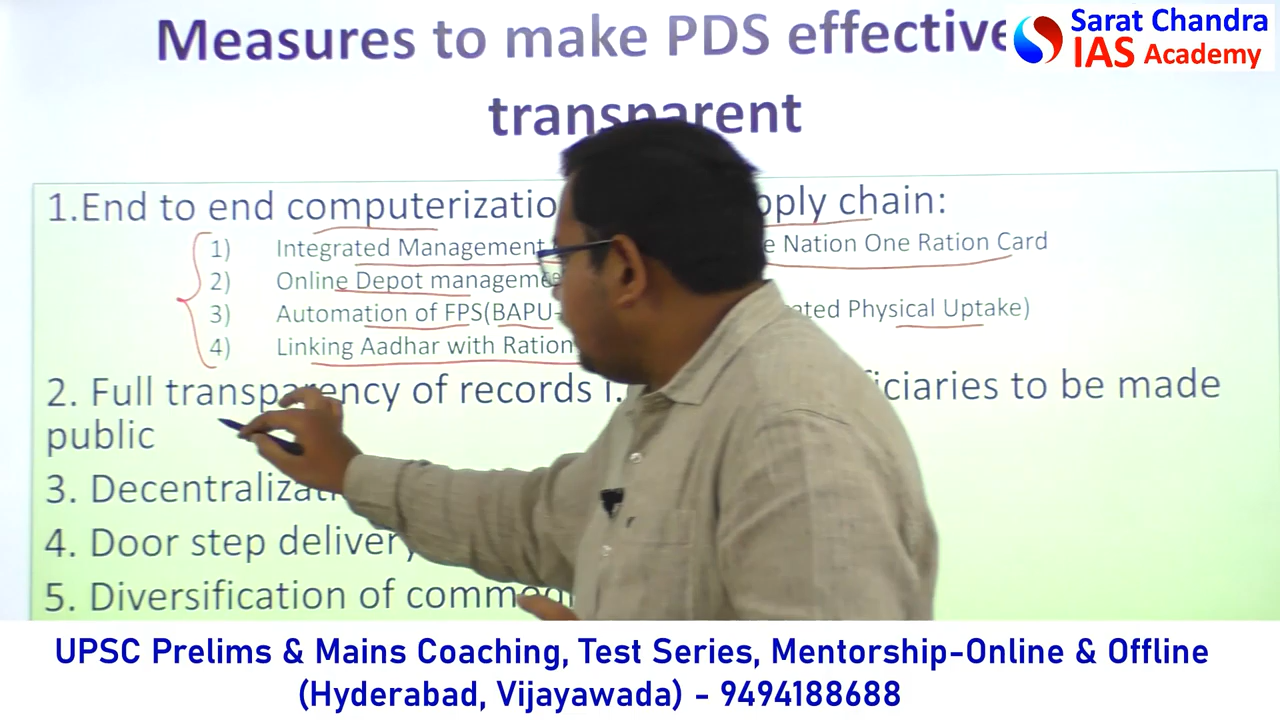 Measures to make PDS effective
transparent
Sarat Chandra
IAS Academy
1.End to end computerizatio pply chain:
1) Integrated Management e Nation One Ration Card
2) Online Depot manageme
3) Automation of FPS(BAPU- ated Physical Uptake)
4) Linking Aadhar with Ration
2. Full transparency of records i. iciaries to be made
public
3. Decentralizati
4. Door step delivery
5. Diversification of commodi
UPSC Prelims & Mains Coaching, Test Series, Mentorship-Online & Offline
(Hyderabad, Vijayawada) - 9494188688